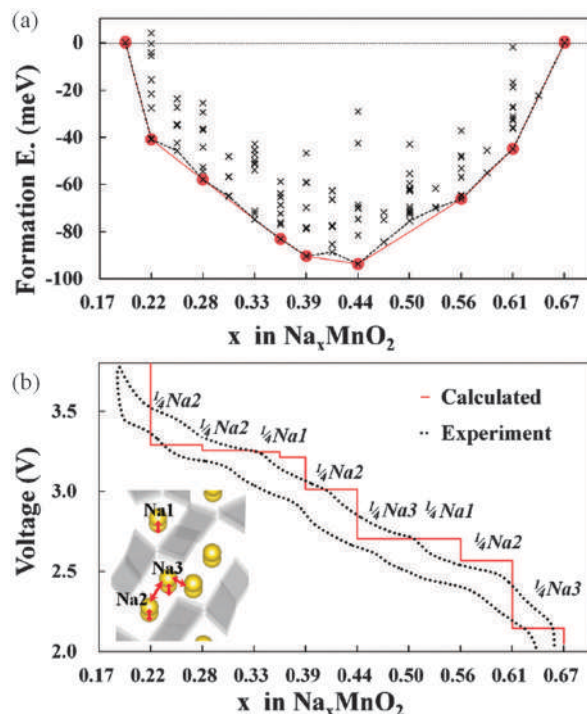 (a)
0
-20
-40
-60
-80
-100
Formation E. (meV)
0.17 0.22 0.28 0.33 0.39 0.44 0.50 0.56 0.61 0.67
x in NaₓMnO₂
(b)
3.5
3.0
2.5
2.0
Voltage (V)
¼Na2
¼Na2
¼Na1
¼Na2
¼Na3 ¼Na1
¼Na2
¼Na3
Calculated
Experiment
Na1
Na3
Na2
0.17 0.22 0.28 0.33 0.39 0.44 0.50 0.56 0.61 0.67
x in NaₓMnO₂